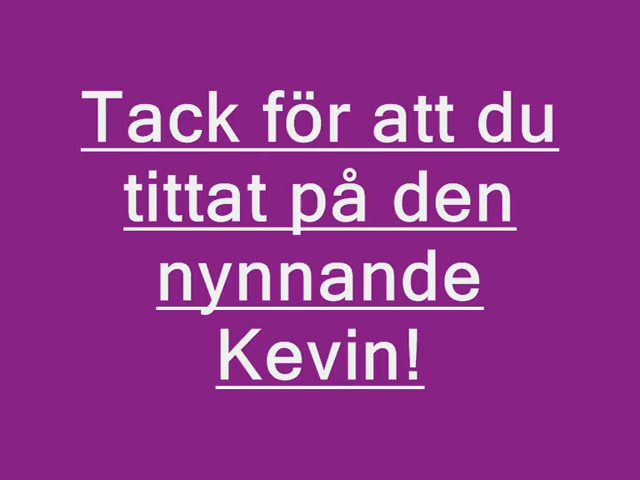 Tack för att du
tittat på den
nynnande
Kevin!